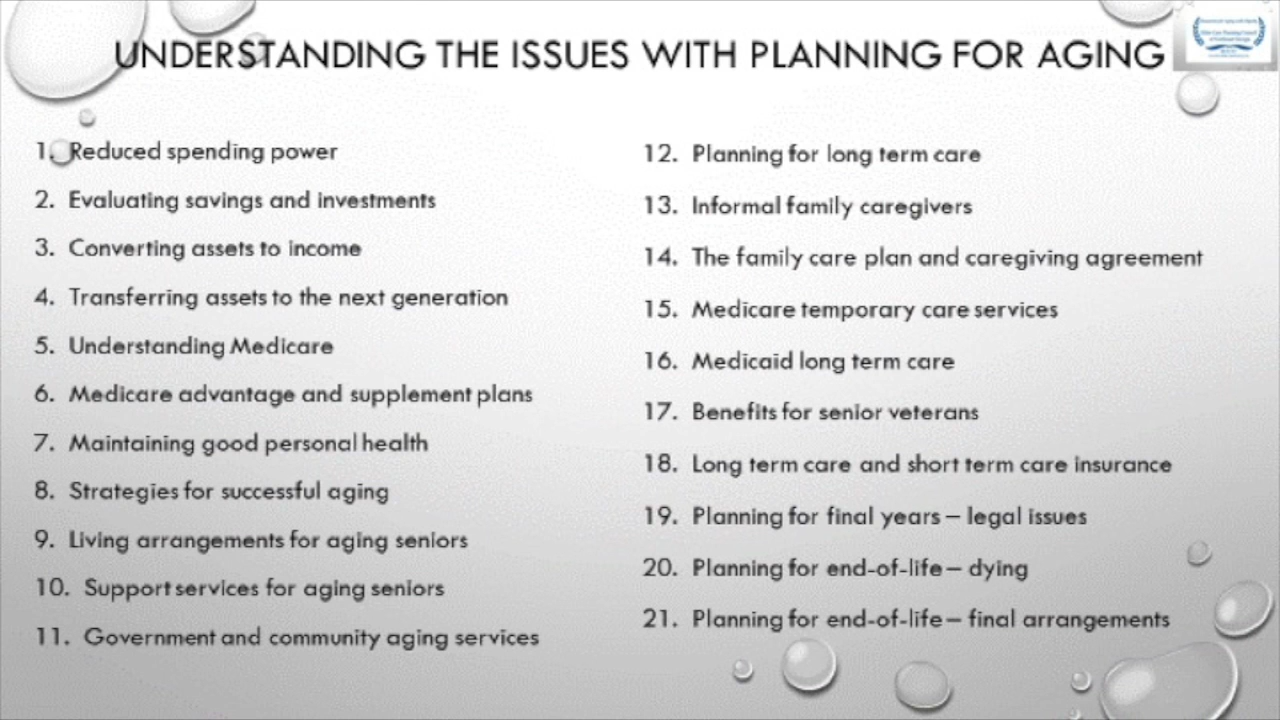 UNDERSTANDING THE ISSUES WITH PLANNING FOR AGING
1. Reduced spending power
2. Evaluating savings and investments
3. Converting assets to income
4. Transferring assets to the next generation
5. Understanding Medicare
6. Medicare advantage and supplement plans
7. Maintaining good personal health
8. Strategies for successful aging
9. Living arrangements for aging seniors
10. Support services for aging seniors
11. Government and community aging services
12. Planning for long term care
13. Informal family caregivers
14. The family care plan and caregiving agreement
15. Medicare temporary care services
16. Medicaid long term care
17. Benefits for senior veterans
18. Long term care and short term care insurance
19. Planning for final years – legal issues
20. Planning for end-of-life – dying
21. Planning for end-of-life – final arrangements